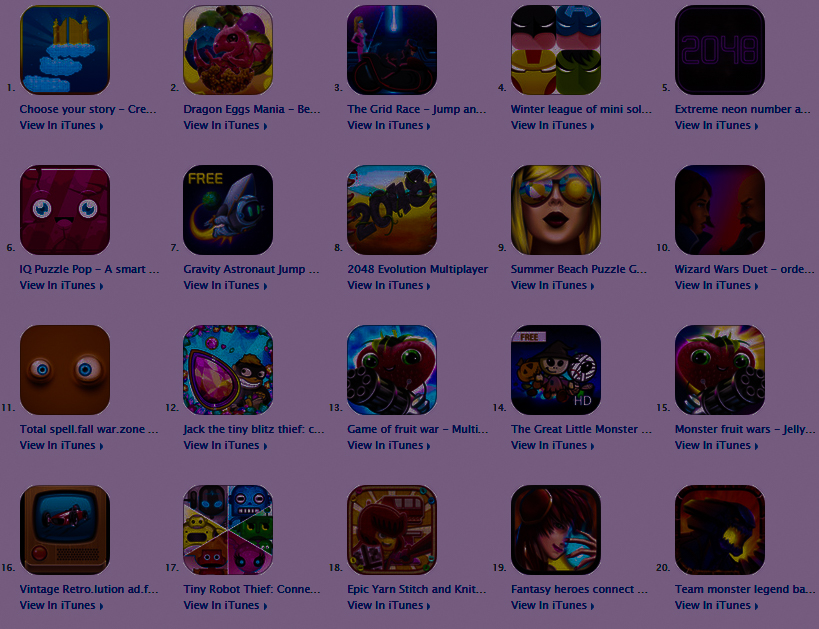 1.
Choose your story - Cre...
View In iTunes
2.
Dragon Eggs Mania - Be...
View In iTunes
3.
The Grid Race - Jump an...
View In iTunes
4.
Winter league of mini sol...
View In iTunes
2048
5.
Extreme neon number a...
View In iTunes
6.
IQ Puzzle Pop - A smart ...
View In iTunes
FREE
7.
Gravity Astronaut Jump ...
View In iTunes
2048
8.
2048 Evolution Multiplayer
View In iTunes
9.
Summer Beach Puzzle G...
View In iTunes
10.
Wizard Wars Duet - orde...
View In iTunes
11.
Total spell.fall war.zone ...
View In iTunes
12.
Jack the tiny blitz thief: c...
View In iTunes
13.
Game of fruit war - Multi...
View In iTunes
FREE
HD
14.
The Great Little Monster ...
View In iTunes
15.
Monster fruit wars - Jelly...
View In iTunes
16.
Vintage Retro.lution ad.f...
View In iTunes
17.
Tiny Robot Thief: Conne...
View In iTunes
18.
Epic Yarn Stitch and Knit...
View In iTunes
19.
Fantasy heroes connect ...
View In iTunes
20.
Team monster legend ba...
View In iTunes